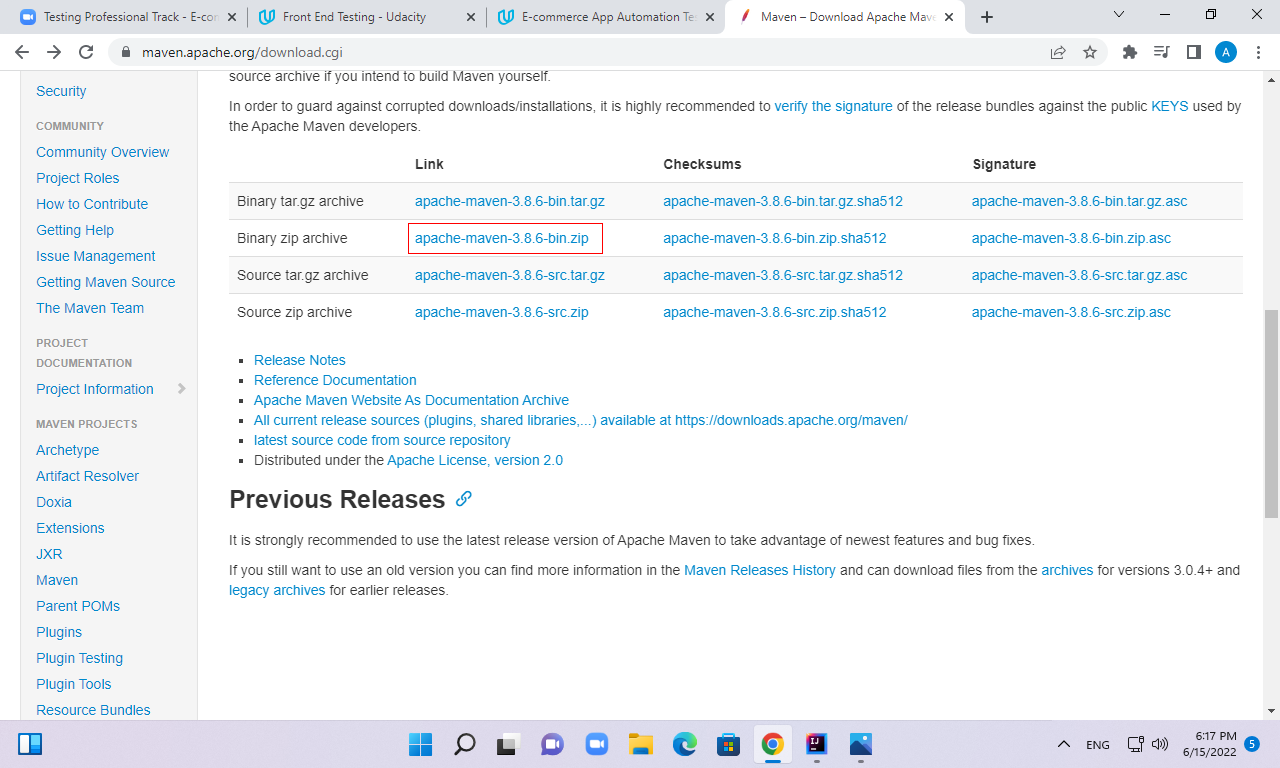 Testing Professional Track - E-con
Front End Testing - Udacity
E-commerce App Automation Te
Maven – Download Apache Mave
maven.apache.org/download.cgi
A
source archive if you intend to build Maven yourself.
Security
In order to guard against corrupted downloads/installations, it is highly recommended to verify the signature of the release bundles against the public KEYS used by
the Apache Maven developers.
COMMUNITY
Community Overview
Project Roles
How to Contribute
Getting Help
Issue Management
Getting Maven Source
The Maven Team
PROJECT
DOCUMENTATION
Project Information
MAVEN PROJECTS
Archetype
Artifact Resolver
Doxia
Extensions
JXR
Maven
Parent POMs
Plugins
Plugin Testing
Plugin Tools
Resource Bundles
Link Checksums Signature
Binary tar.gz archive apache-maven-3.8.6-bin.tar.gz apache-maven-3.8.6-bin.tar.gz.sha512 apache-maven-3.8.6-bin.tar.gz.asc
Binary zip archive apache-maven-3.8.6-bin.zip apache-maven-3.8.6-bin.zip.sha512 apache-maven-3.8.6-bin.zip.asc
Source tar.gz archive apache-maven-3.8.6-src.tar.gz apache-maven-3.8.6-src.tar.gz.sha512 apache-maven-3.8.6-src.tar.gz.asc
Source zip archive apache-maven-3.8.6-src.zip apache-maven-3.8.6-src.zip.sha512 apache-maven-3.8.6-src.zip.asc
Release Notes
Reference Documentation
Apache Maven Website As Documentation Archive
All current release sources (plugins, shared libraries,...) available at https://downloads.apache.org/maven/
latest source code from source repository
Distributed under the Apache License, version 2.0
Previous Releases
It is strongly recommended to use the latest release version of Apache Maven to take advantage of newest features and bug fixes.
If you still want to use an old version you can find more information in the Maven Releases History and can download files from the archives for versions 3.0.4+ and
legacy archives for earlier releases.
IJ
ENG
6:17 PM
6/15/2022
5